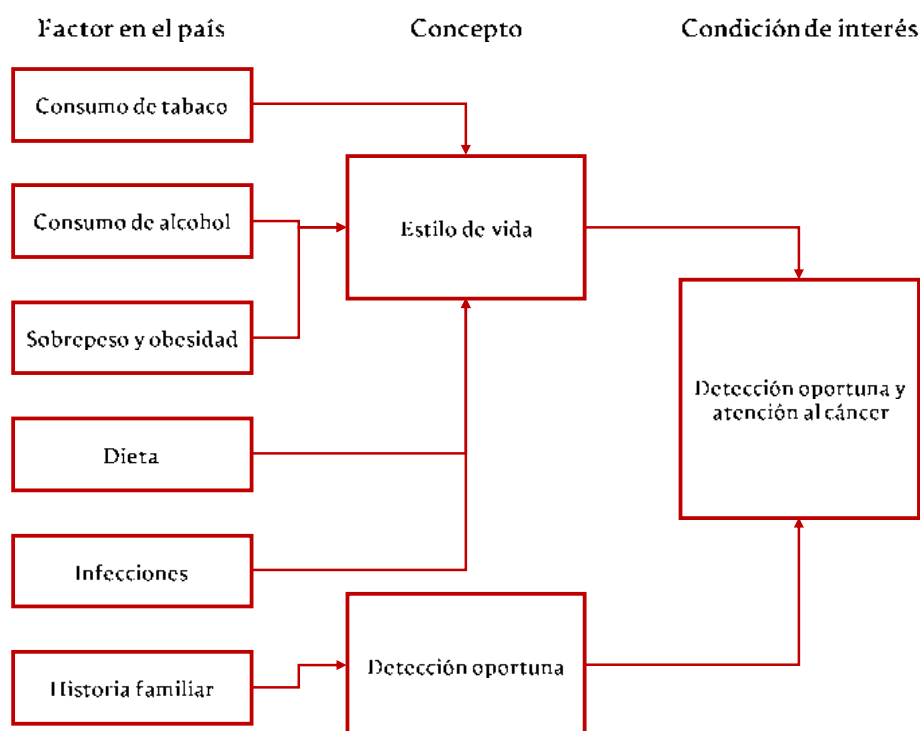 Factor en el país
Concepto
Condición de interés
Consumo de tabaco
Consumo de alcohol
Estilo de vida
Sobrepeso y obesidad
Detección oportuna y
atención al cáncer
Dieta
Infecciones
Detección oportuna
Historia familiar